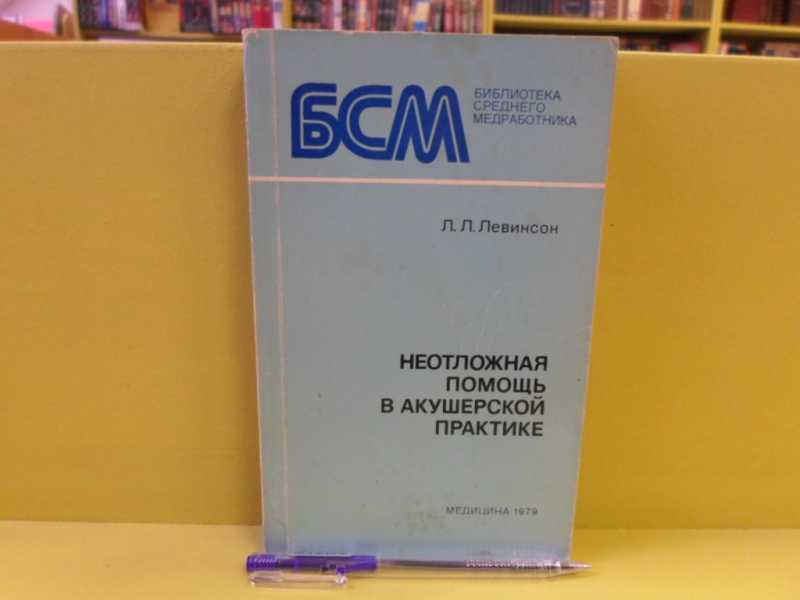 БСМ
БИБЛИОТЕКА
СРЕДНЕГО
МЕДРАБОТНИКА
Л. Л. Левинсон
НЕОТЛОЖНАЯ
ПОМОЩЬ
В АКУШЕРСКОЙ
ПРАКТИКЕ
МЕДИЦИНА·1979